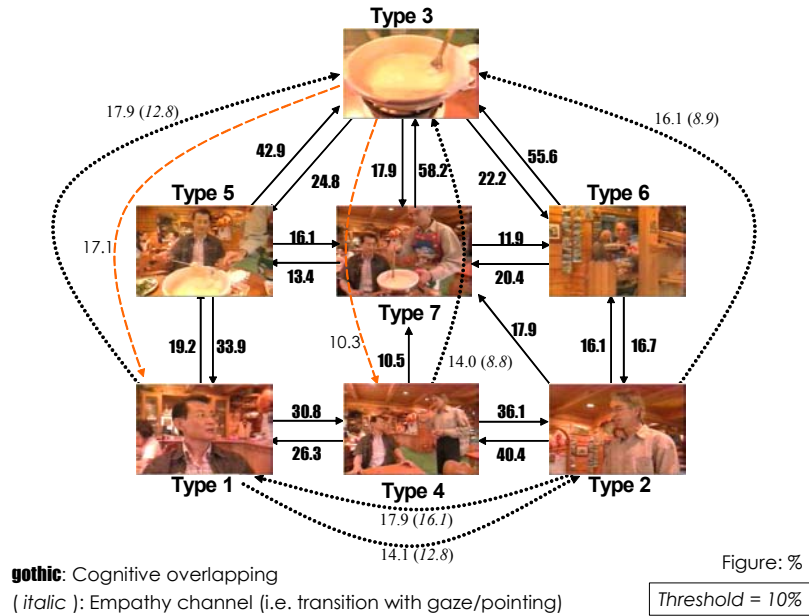 Type 3
17.9 (12.8)
16.1 (8.9)
42.9
24.8
17.9
58.2
22.2
55.6
Type 5
Type 6
17.1
16.1
13.4
11.9
20.4
Type 7
19.2
33.9
10.3
10.5
14.0 (8.8)
17.9
16.1
16.7
30.8
26.3
36.1
40.4
Type 1
Type 4
Type 2
17.9 (16.1)
14.1 (12.8)
gothic: Cognitive overlapping
Figure: %
( italic ): Empathy channel (i.e. transition with gaze/pointing)
Threshold = 10%